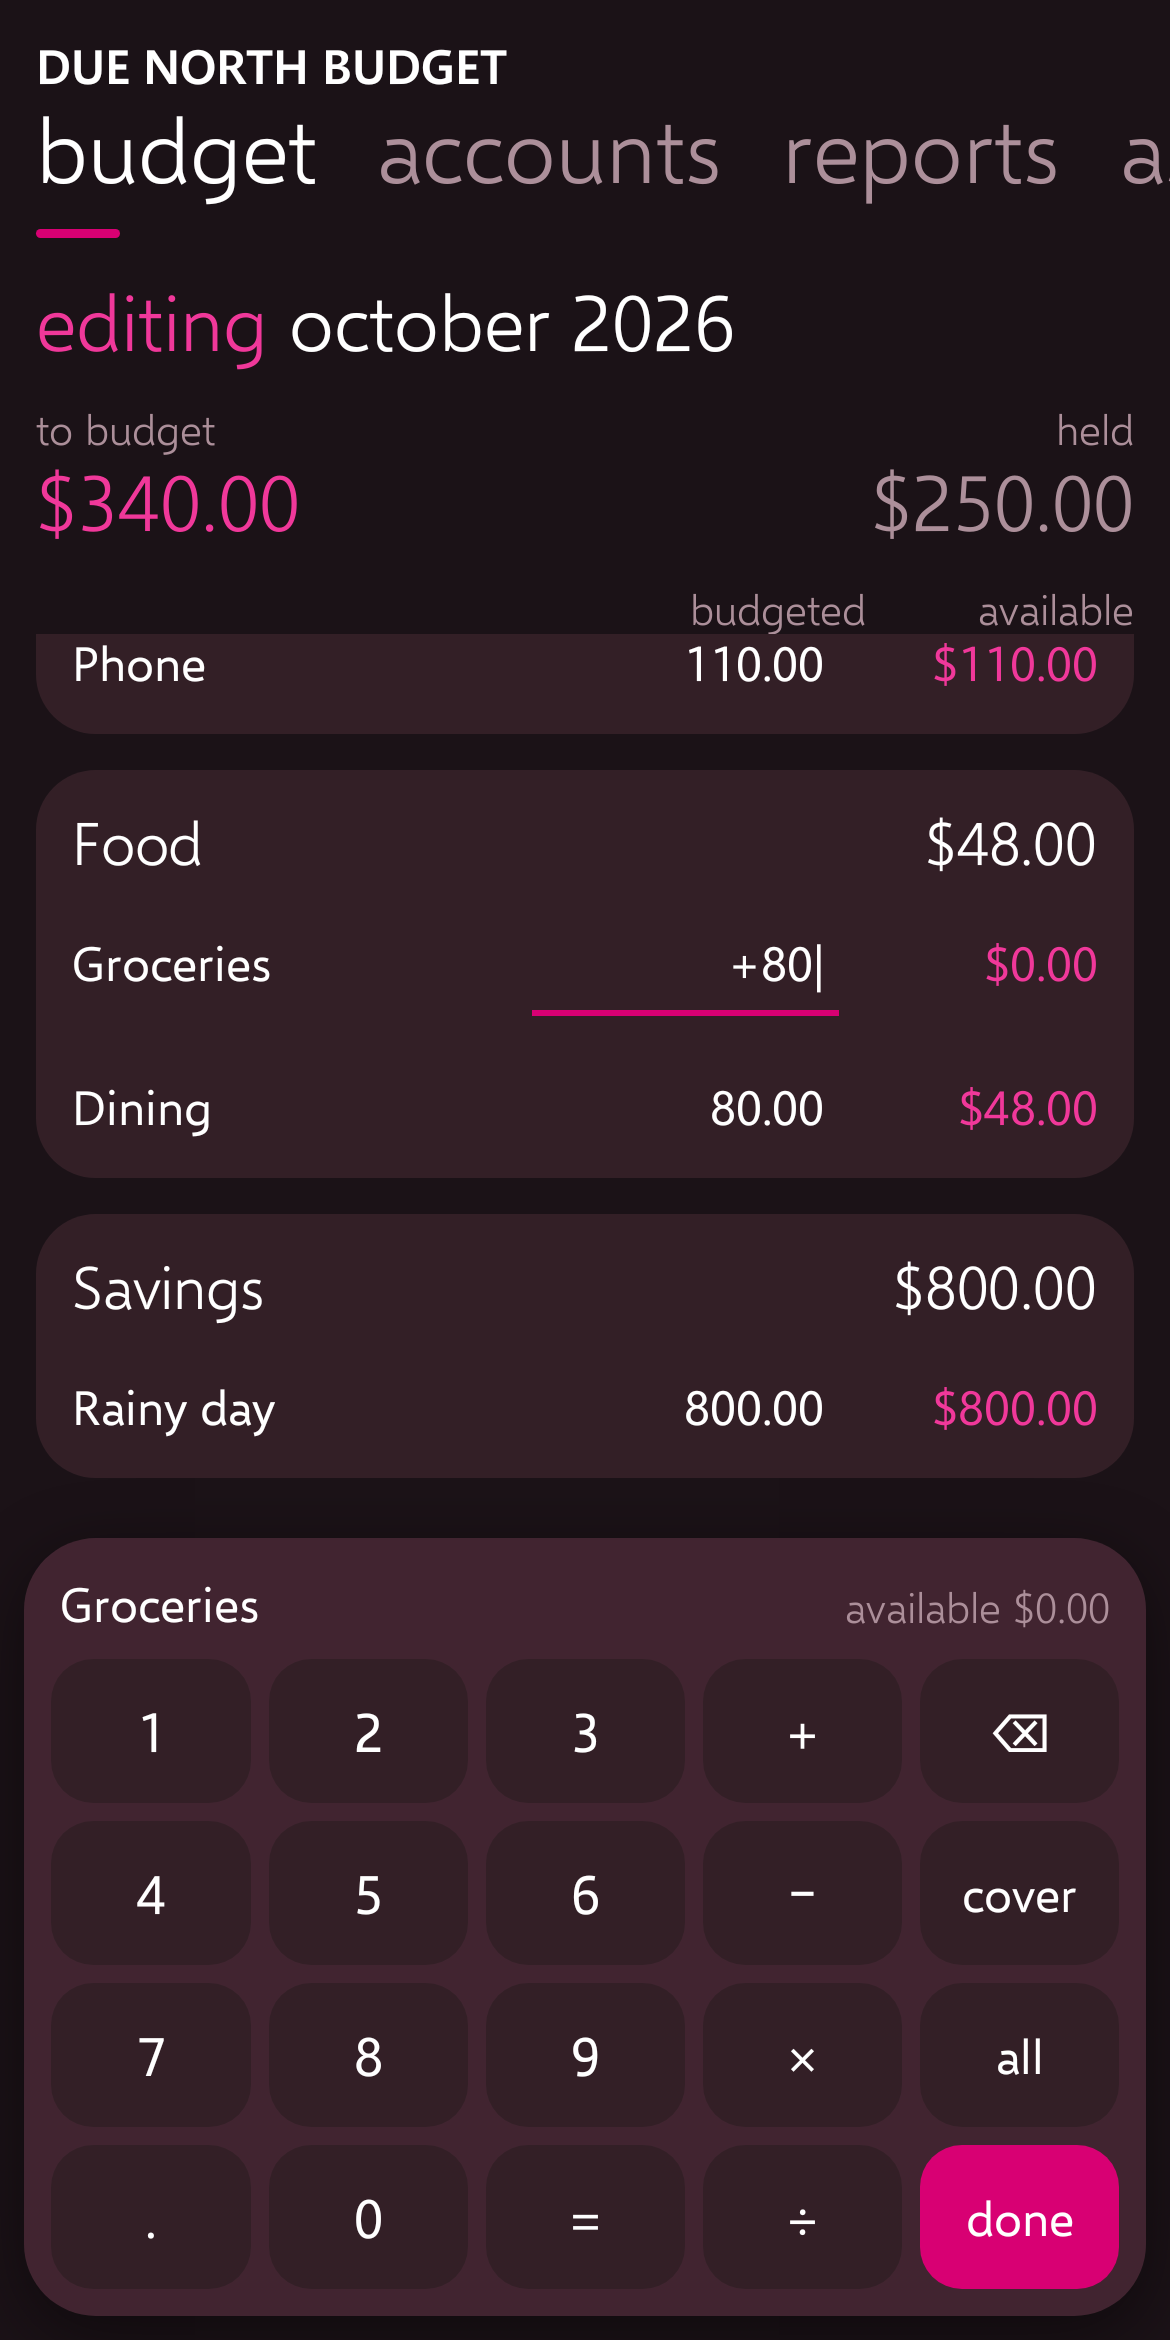 DUE NORTH BUDGET
budget accounts reports
editing october 2026
to budget held
$340.00 $250.00
budgeted available
Phone 110.00 $110.00
Food $48.00
Groceries +80 $0.00
Dining 80.00 $48.00
Savings $800.00
Rainy day 800.00 $800.00
Groceries available $0.00
1 2 3 +
4 5 6 − cover
7 8 9 × all
. 0 = ÷ done